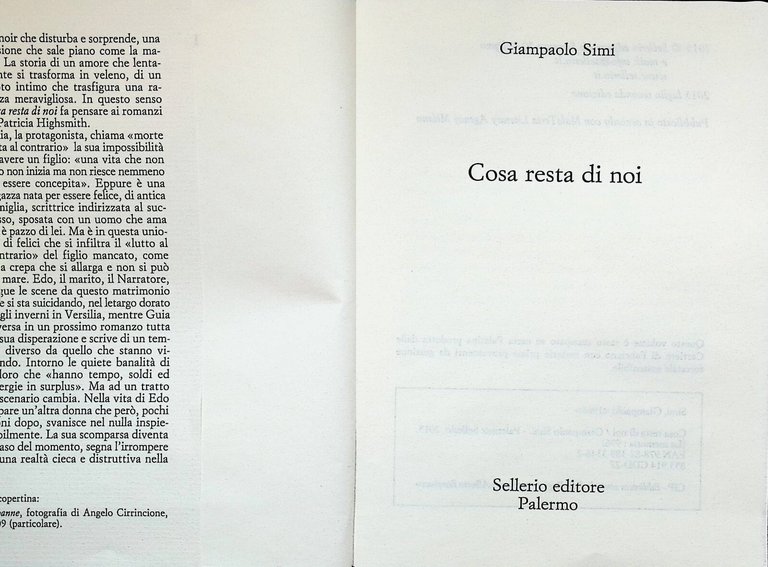 noir che disturba e sorprende, una
sione che sale piano come la ma-
La storia di un amore che lenta-
te si trasforma in veleno, di un
oto intimo che trasfigura una ra-
za meravigliosa. In questo senso
a resta di noi fa pensare ai romanzi
Patricia Highsmith.
ia, la protagonista, chiama «morte
ta al contrario» la sua impossibilità
avere un figlio: «una vita che non
o non inizia ma non riesce nemmeno
essere concepita». Eppure è una
gazza nata per essere felice, di antica
miglia, scrittrice indirizzata al suc-
sso, sposata con un uomo che ama
è pazzo di lei. Ma è in questa unio-
di felici che si infiltra il «lutto al
ntrario» del figlio mancato, come
a crepa che si allarga e non si può
mare. Edo, il marito, il Narratore,
gue le scene da questo matrimonio
e si sta suicidando, nel letargo dorato
gli inverni in Versilia, mentre Guia
versa in un prossimo romanzo tutta
sua disperazione e scrive di un tem-
diverso da quello che stanno vi-
ndo. Intorno le quiete banalità di
loro che «hanno tempo, soldi ed
ergie in surplus». Ma ad un tratto
scenario cambia. Nella vita di Edo
pare un'altra donna che però, pochi
oni dopo, svanisce nel nulla inspie-
bilmente. La sua scomparsa diventa
aso del momento, segna l'irrompere
una realtà cieca e distruttiva nella
copertina:
oanne, fotografia di Angelo Cirrincione,
09 (particolare).
Giampaolo Simi
Cosa resta di noi
Sellerio editore
Palermo